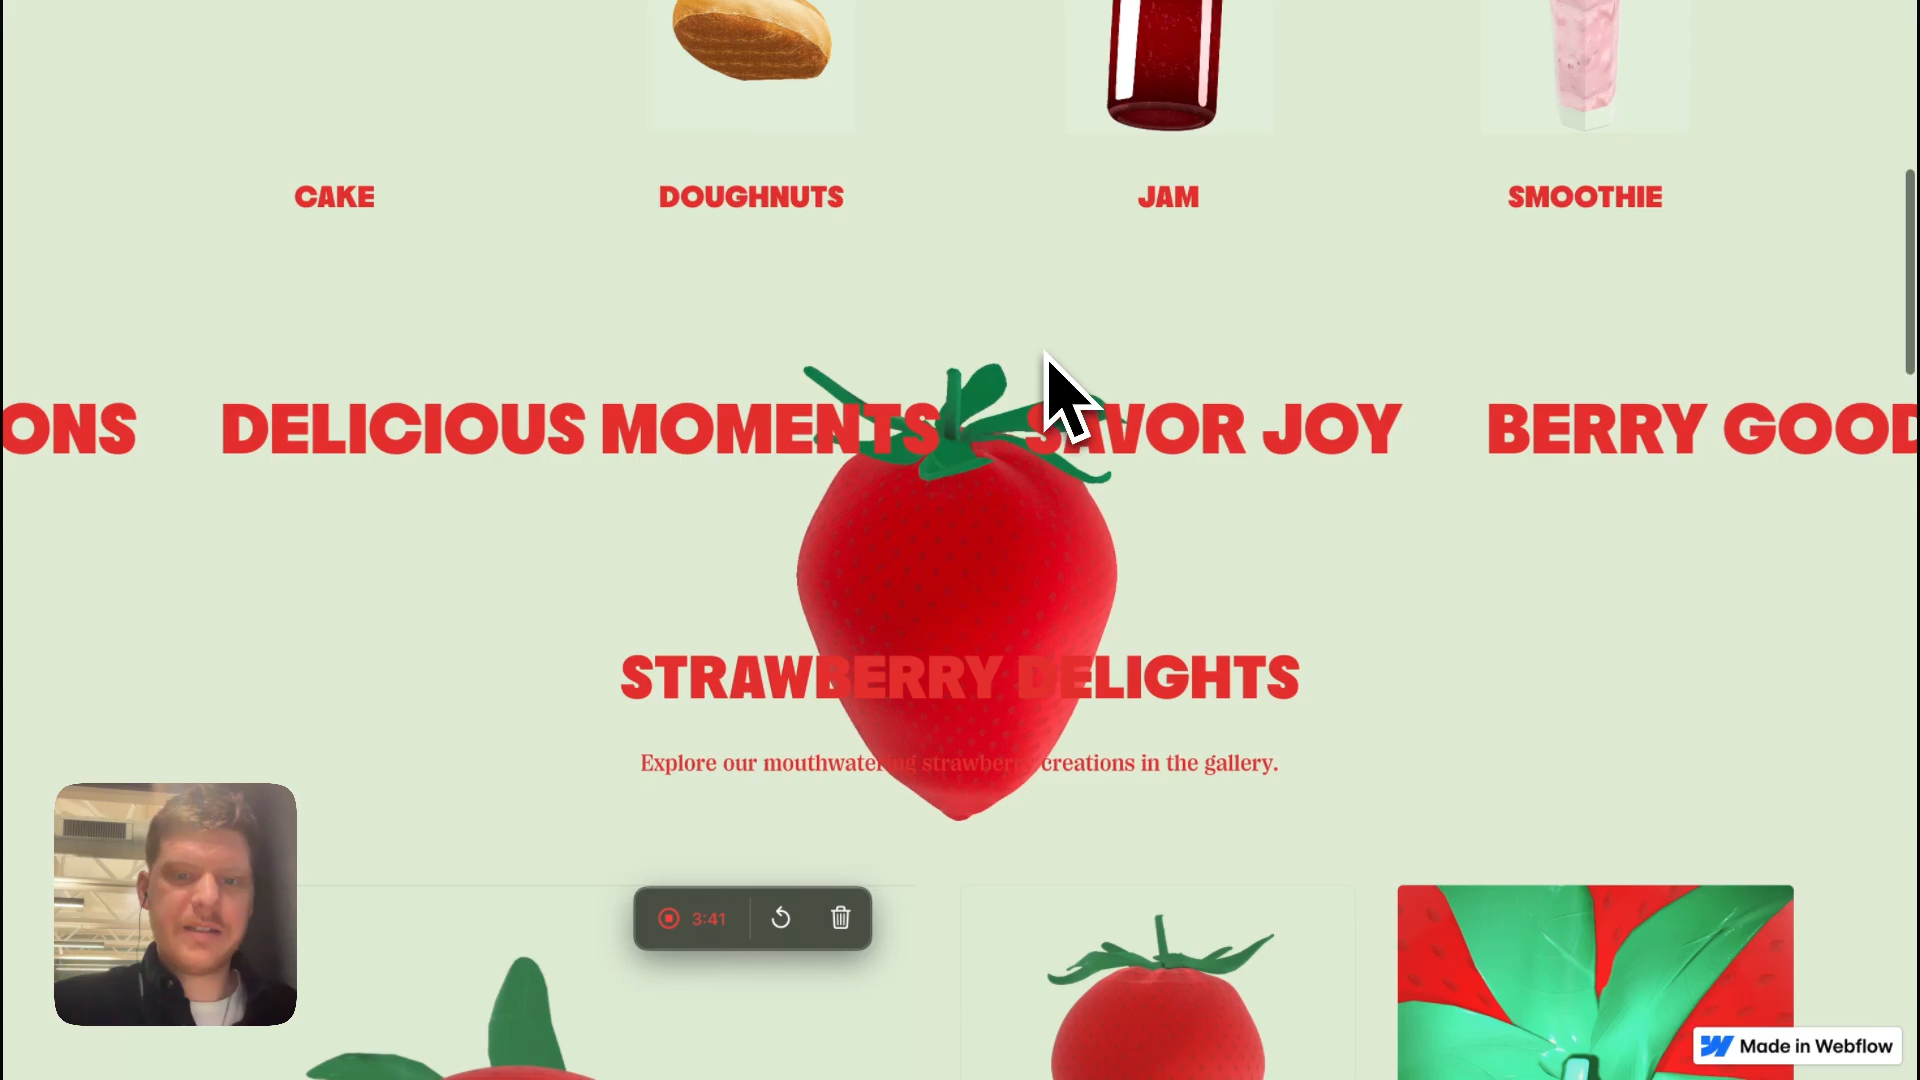 CAKE
DOUGHNUTS
JAM
SMOOTHIE
ONS DELICIOUS MOMENTS SAVOR JOY BERRY GOOD
STRAWBERRY DELIGHTS
Explore our mouthwatering strawberry creations in the gallery.
3:41
Made in Webflow